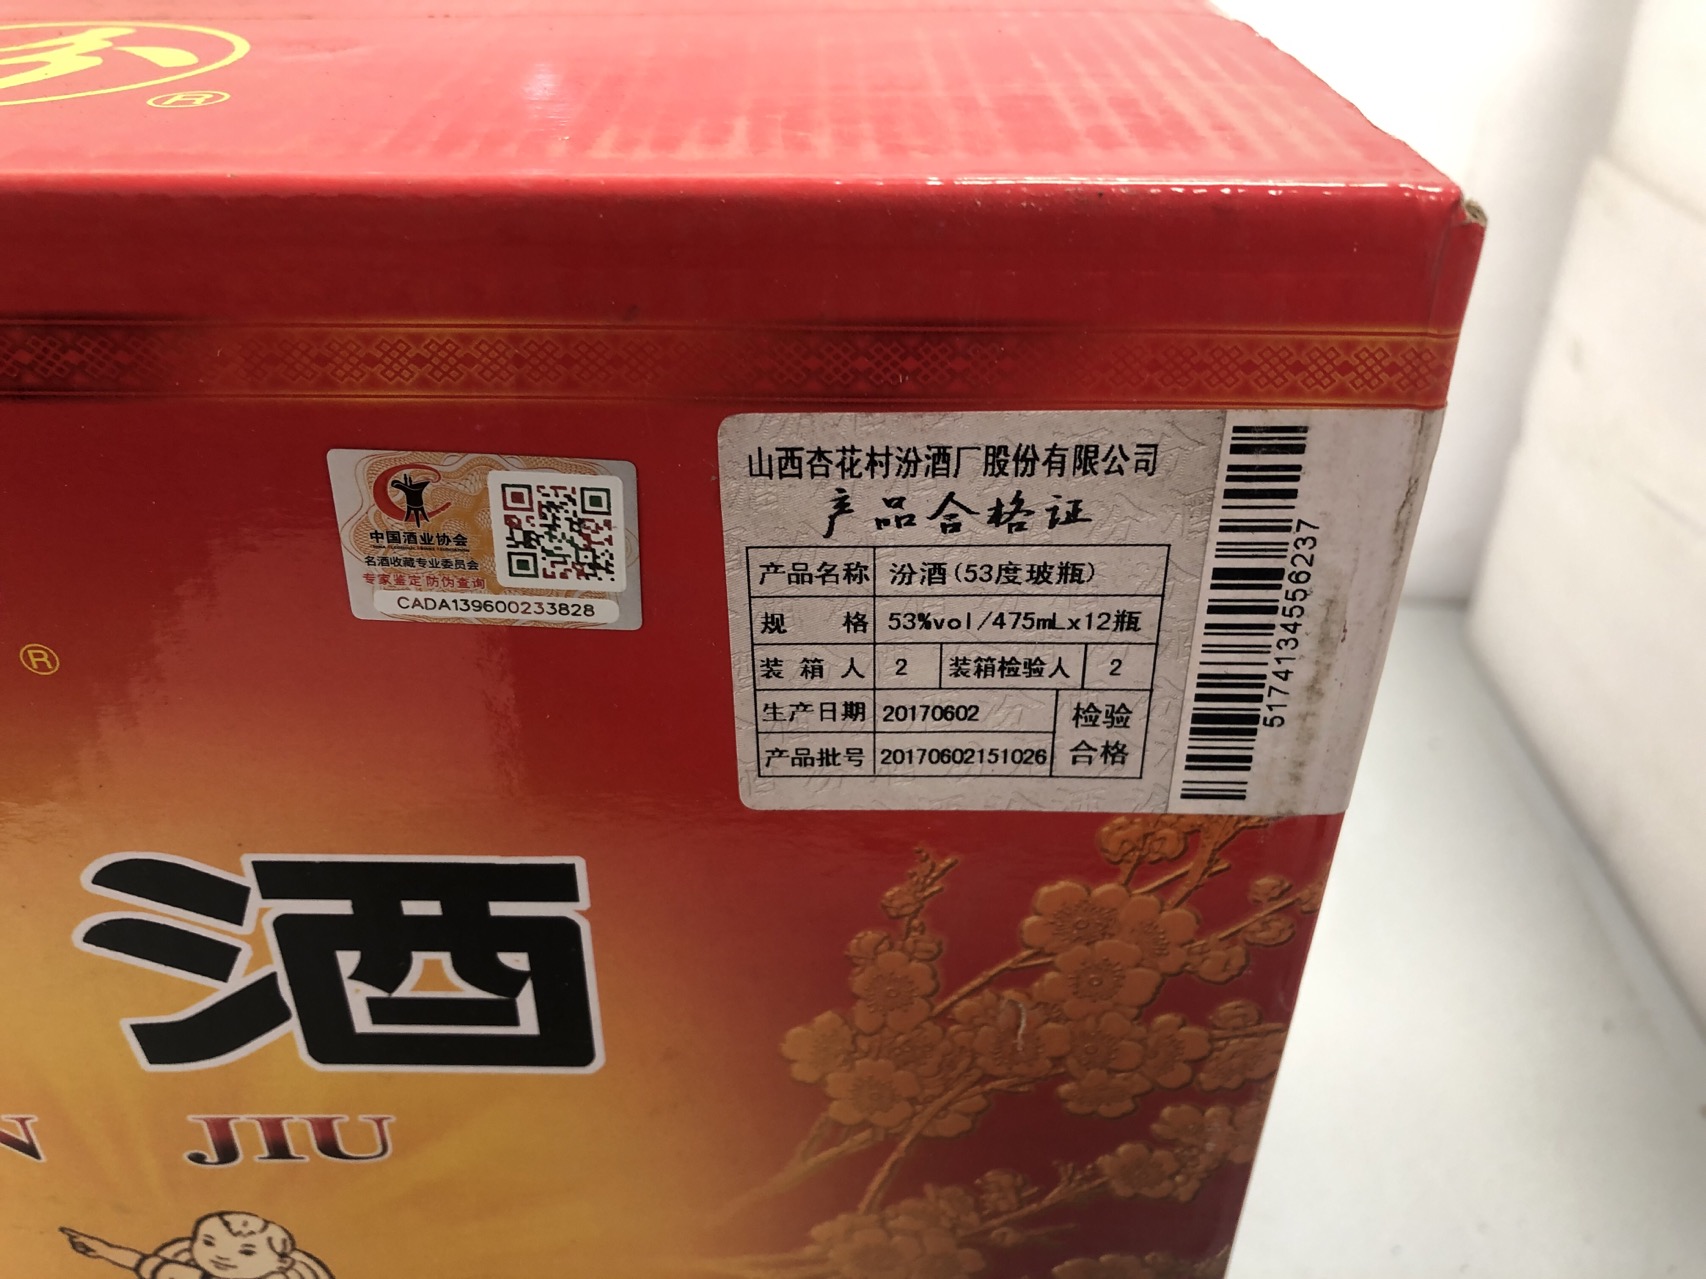 汾
®
®
中国酒业协会
名酒收藏专业委员会
专家鉴定 防伪查询
CADA139600233828
山西杏花村汾酒厂股份有限公司
产品合格证
产品名称 汾酒(53度玻瓶)
规格 53%vol/475mLx12瓶
装箱人 2 装箱检验人 2
生产日期 20170602 检验
产品批号 20170602151026 合格
5174134556237
酒
N JIU